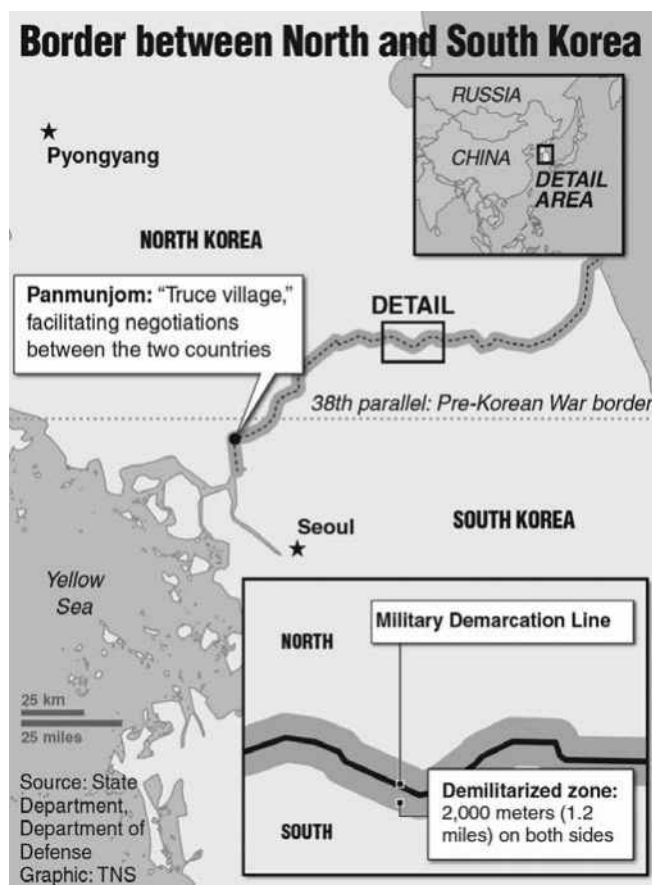 Border between North and South Korea
RUSSIA
CHINA
DETAIL
AREA
Pyongyang
NORTH KOREA
Panmunjom: “Truce village,”
facilitating negotiations
between the two countries
DETAIL
38th parallel: Pre-Korean War border
Seoul
SOUTH KOREA
Yellow
Sea
25 km
25 miles
Source: State
Department,
Department of
Defense
Graphic: TNS
Military Demarcation Line
NORTH
Demilitarized zone:
2,000 meters (1.2
miles) on both sides
SOUTH